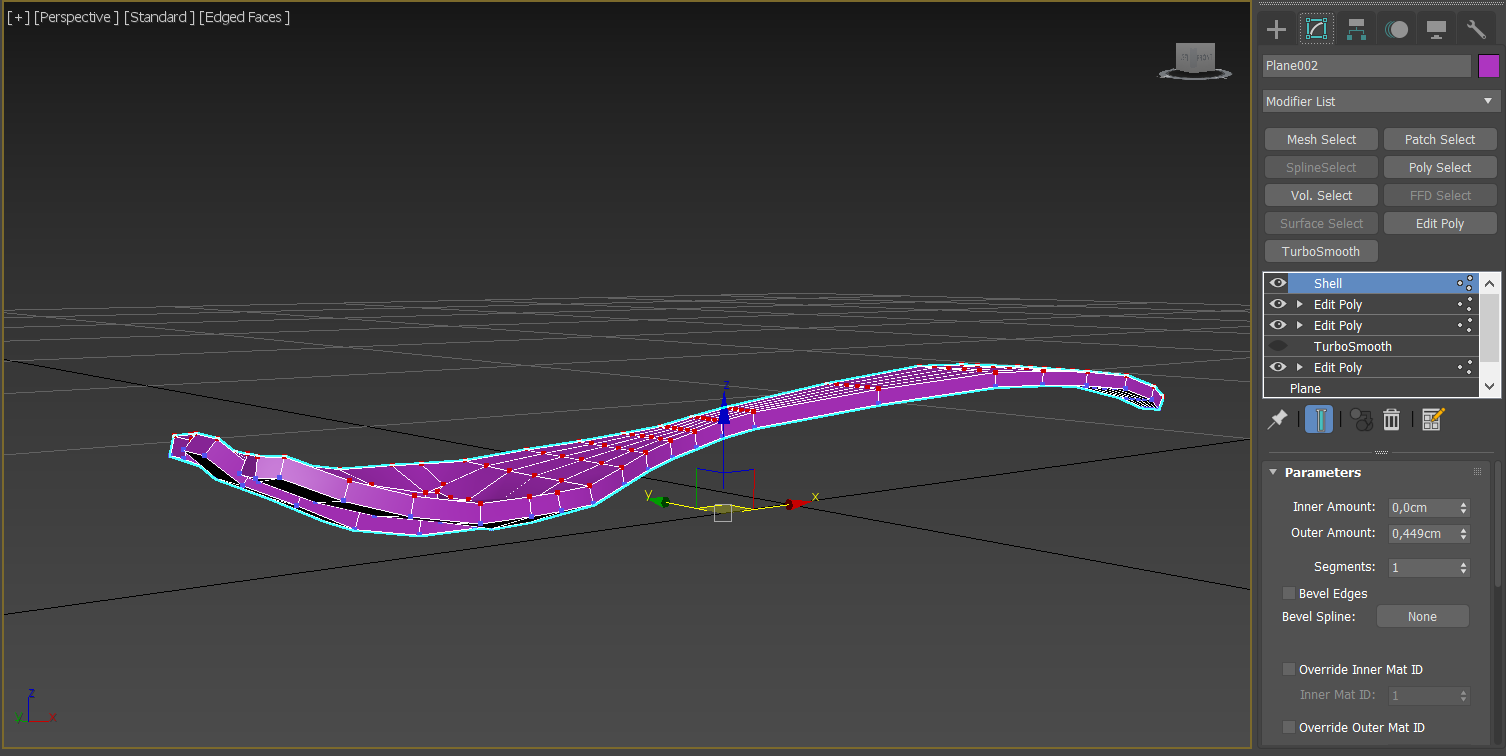 [+] [Perspective ] [Standard ] [Edged Faces ]
z
y
x
z
y
x
Plane002
Modifier List
Mesh Select
Patch Select
SplineSelect
Poly Select
Vol. Select
FFD Select
Surface Select
Edit Poly
TurboSmooth
Shell
Edit Poly
Edit Poly
TurboSmooth
Edit Poly
Plane
Parameters
Inner Amount: 0,0cm
Outer Amount: 0,449cm
Segments: 1
Bevel Edges
Bevel Spline: None
Override Inner Mat ID
Inner Mat ID: 1
Override Outer Mat ID